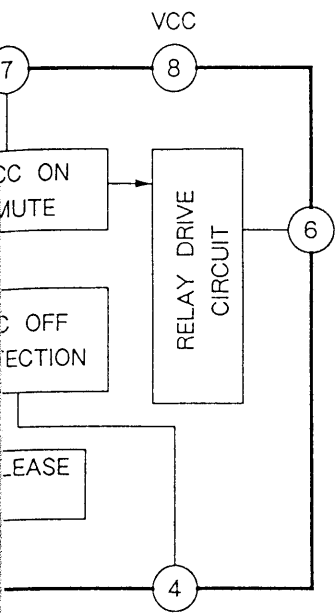 VCC
7
8
CC ON
MUTE
RELAY DRIVE
CIRCUIT
6
C OFF
TECTION
LEASE
4